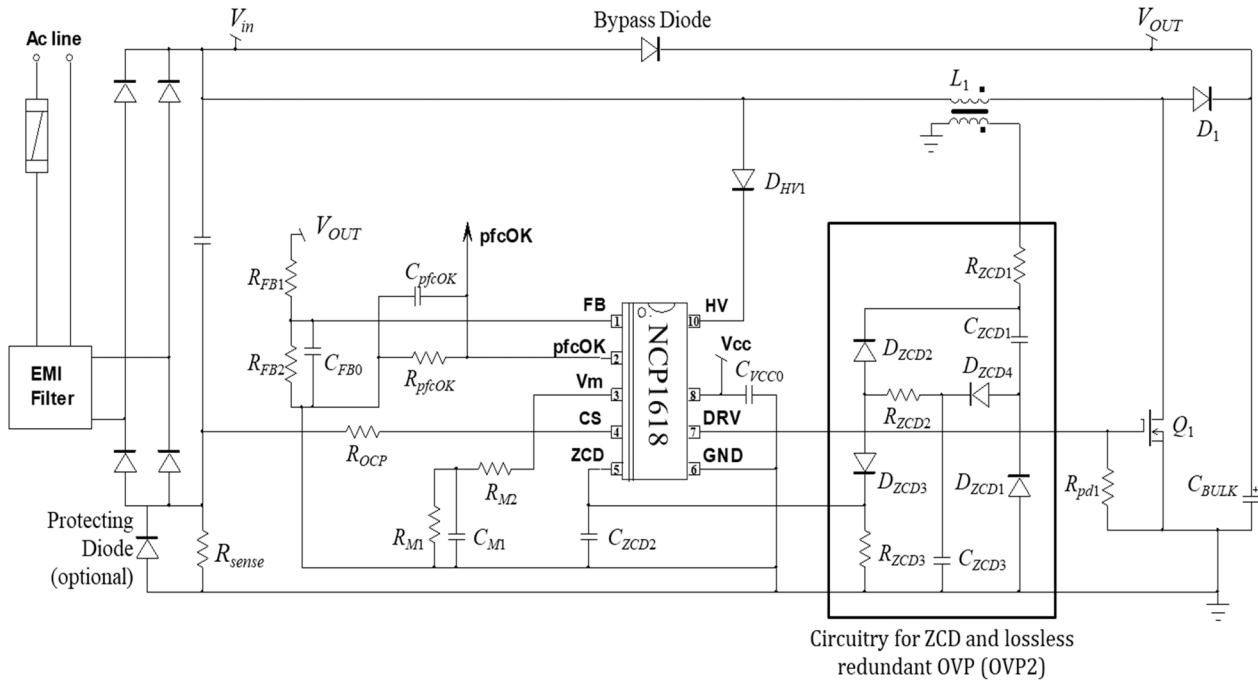 Ac line
V_in
Bypass Diode
V_OUT
L_1
D_1
D_HV1
V_OUT
pfcOK
R_FB1
C_pfcOK
R_ZCD1
FB
HV
1
10
NCP1618
C_ZCD1
R_FB2
C_FB0
pfcOK
2
Vcc
C_VCC0
D_ZCD2
D_ZCD4
EMI
Filter
R_pfcOK
Vm
3
8
R_ZCD2
CS
4
7
DRV
Q_1
R_OCP
ZCD
5
6
GND
R_M2
D_ZCD3
D_ZCD1
R_pd1
C_BULK
+
Protecting
Diode
(optional)
R_sense
R_M1
C_M1
C_ZCD2
R_ZCD3
C_ZCD3
Circuitry for ZCD and lossless
redundant OVP (OVP2)